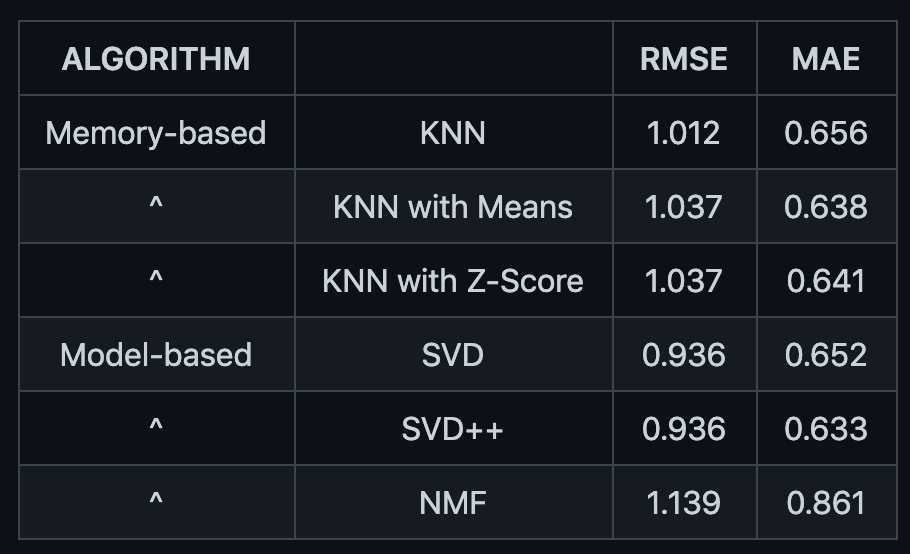 ALGORITHM RMSE MAE
Memory-based KNN 1.012 0.656
^ KNN with Means 1.037 0.638
^ KNN with Z-Score 1.037 0.641
Model-based SVD 0.936 0.652
^ SVD++ 0.936 0.633
^ NMF 1.139 0.861